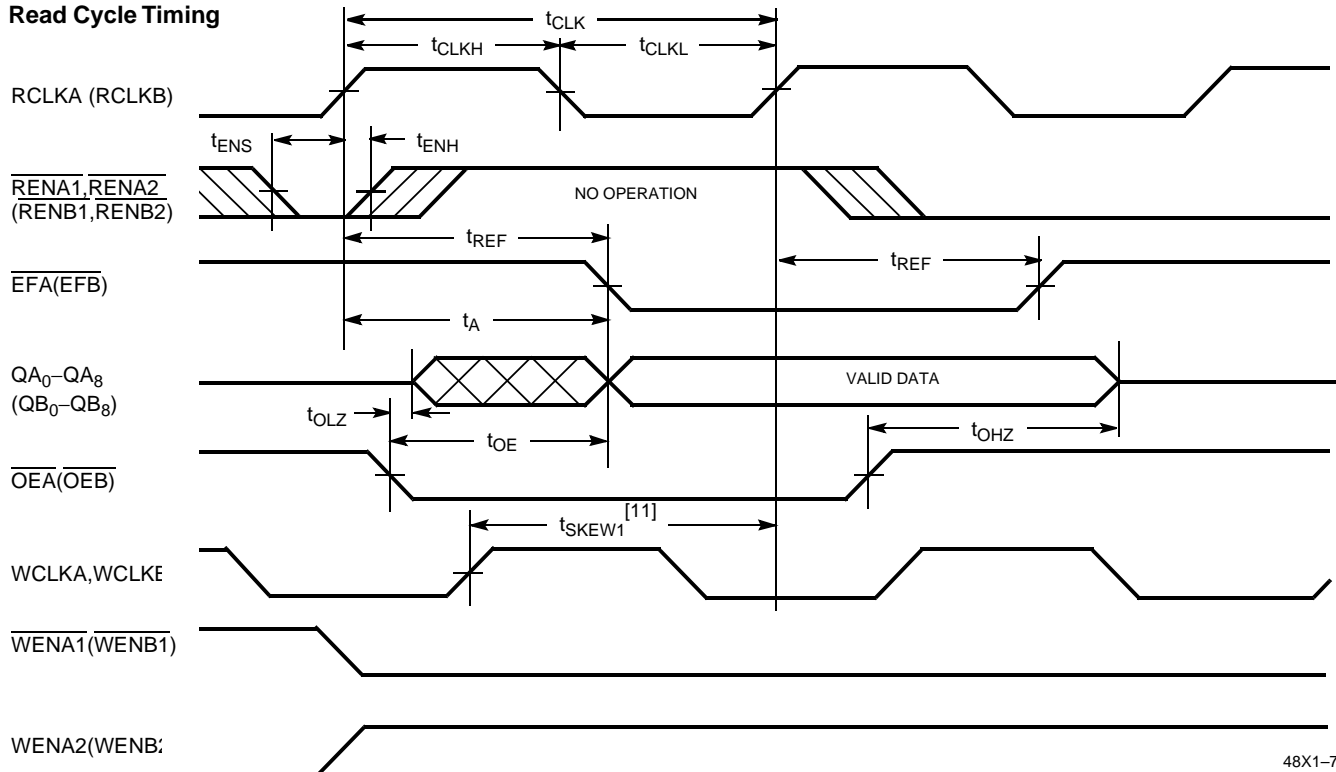 Read Cycle Timing
tCLK
tCLKH
tCLKL
RCLKA (RCLKB)
tENS
tENH
RENA1,RENA2
(RENB1,RENB2)
NO OPERATION
tREF
tREF
EFA(EFB)
tA
QA0–QA8
(QB0–QB8)
VALID DATA
tOLZ
tOE
tOHZ
OEA(OEB)
tSKEW1[11]
WCLKA,WCLKE
WENA1(WENB1)
WENA2(WENB2
48X1–7